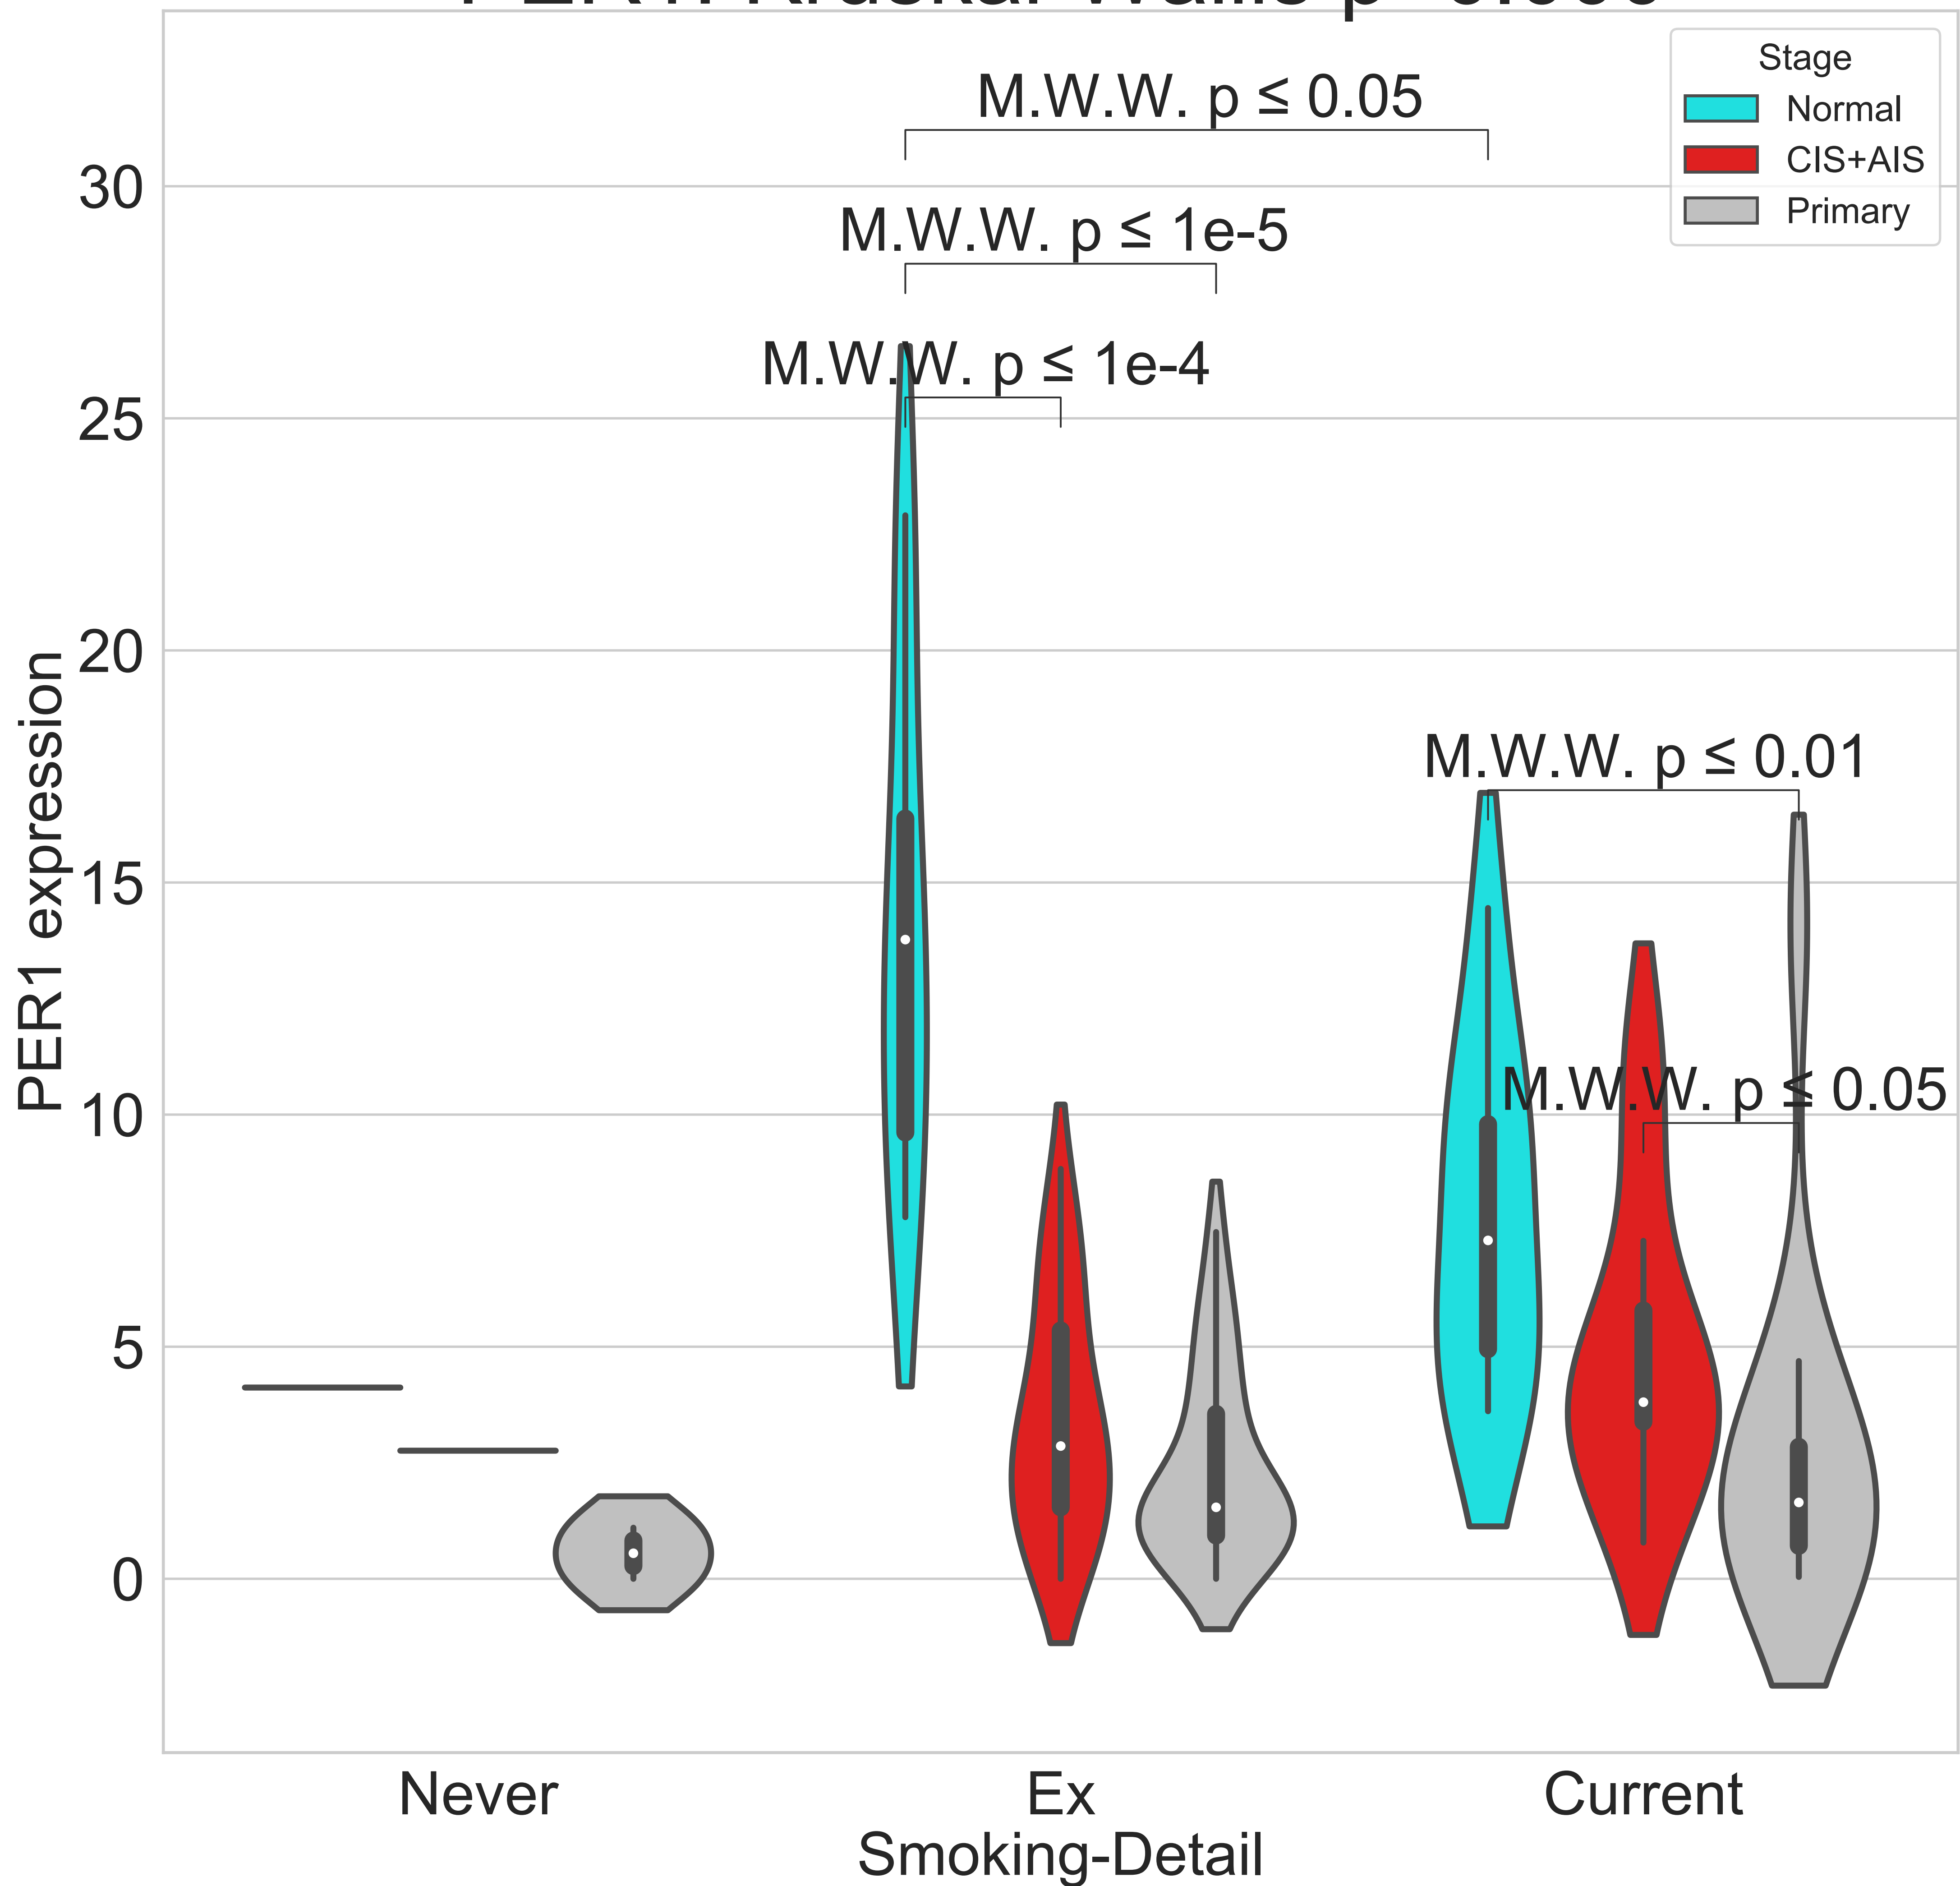 Stage
Normal
CIS+AIS
Primary
M.W.W. p ≤ 0.05
M.W.W. p ≤ 1e-5
M.W.W. p ≤ 1e-4
M.W.W. p ≤ 0.01
M.W.W. p ≤ 0.05
PER1 expression
30
25
20
15
10
5
0
Never
Ex
Current
Smoking-Detail